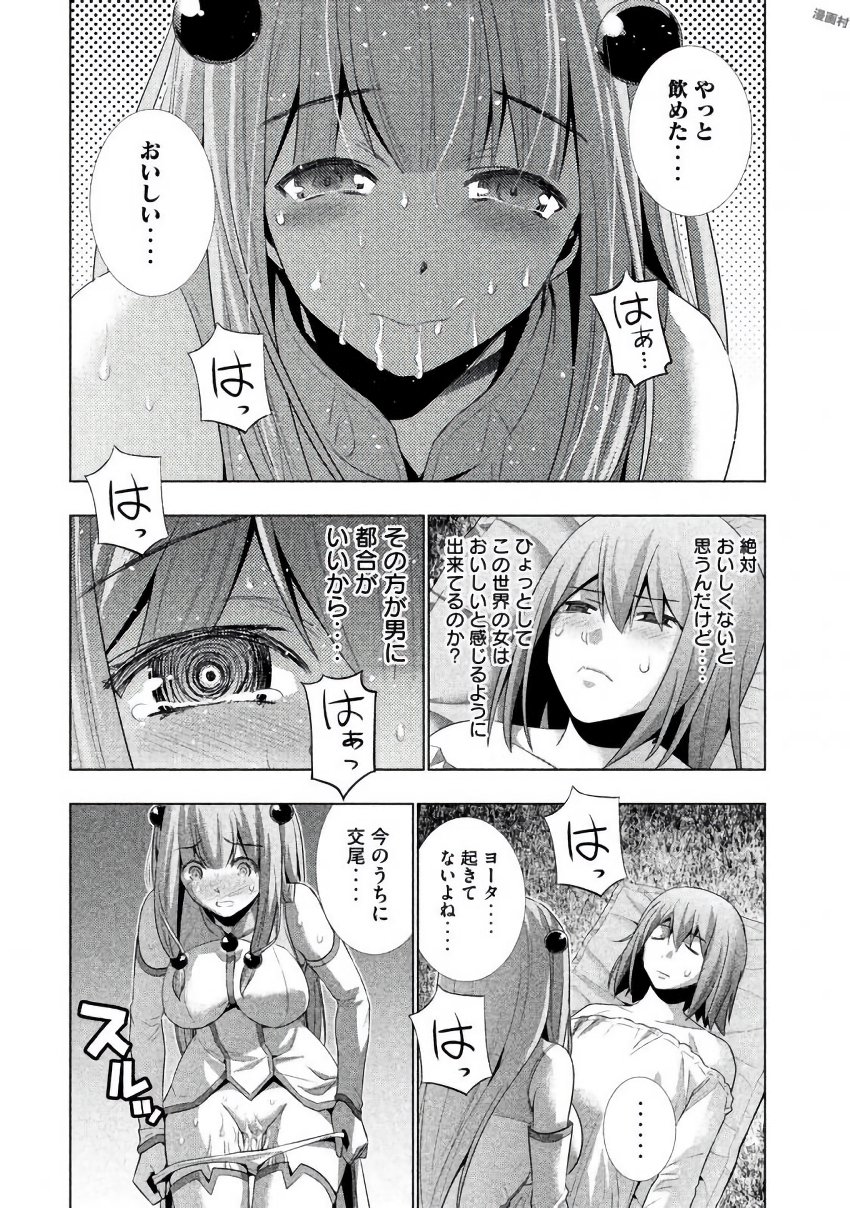 漫画村
やっと
飲めた‥‥
おいしい‥‥
はぁ…
はっ
はっ
絶対
おいしくないと
思うんだけど‥‥
ひょっとして
この世界の女は
おいしいと感じるように
出来てるのか?
その方が男に
都合が
いいから‥‥
はぁっ
はっ
ヨータ‥‥
起きて
ないよね‥‥
はっ
‥‥‥
今のうちに
交尾‥‥
スルッ